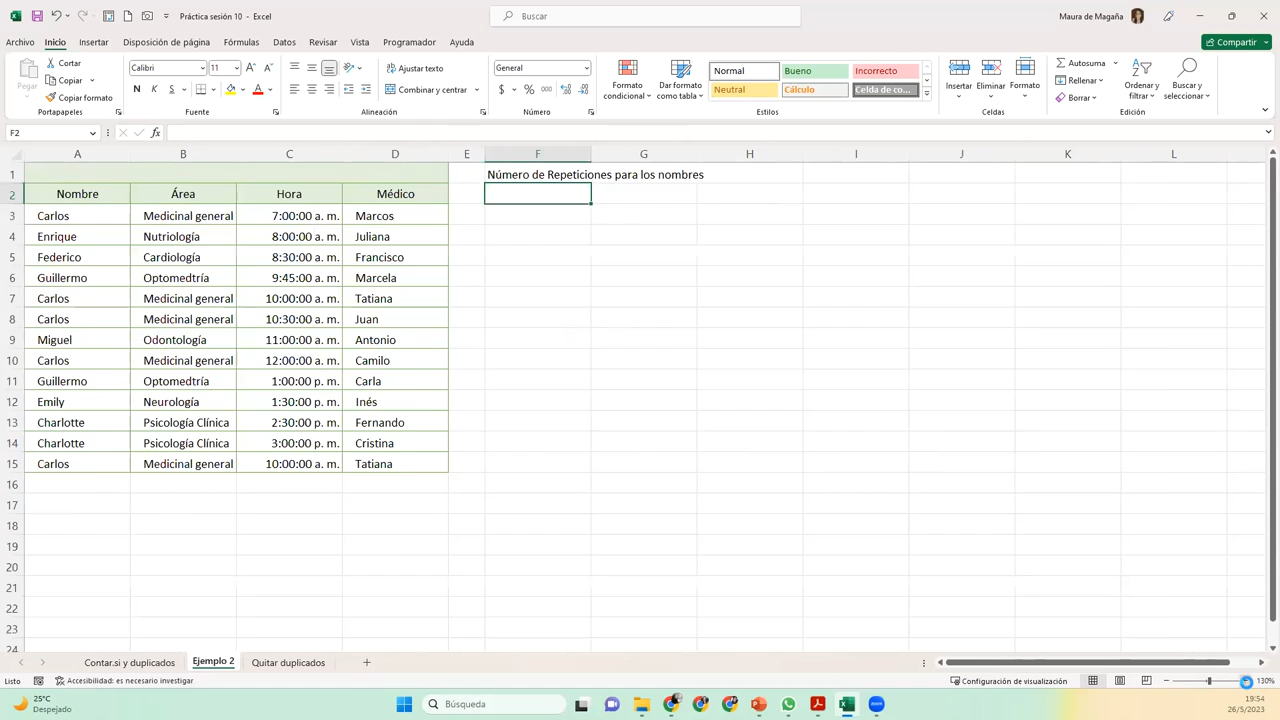 Práctica sesión 10 - Excel
Buscar
Maura de Magaña
Archivo Inicio Insertar Disposición de página Fórmulas Datos Revisar Vista Programador Ayuda
Compartir
Pegar
Cortar
Copiar
Copiar formato
Portapapeles
Calibri 11
N K S
Fuente
Ajustar texto
Combinar y centrar
Alineación
General
$ % 000
Número
Formato condicional
Dar formato como tabla
Normal Bueno Incorrecto
Neutral Cálculo Celda de co...
Estilos
Insertar Eliminar Formato
Celdas
Autosuma
Rellenar
Borrar
Ordenar y filtrar
Buscar y seleccionar
Edición
F2
A B C D E F G H I J K L
1 Número de Repeticiones para los nombres
2 Nombre Área Hora Médico
3 Carlos Medicinal general 7:00:00 a. m. Marcos
4 Enrique Nutriología 8:00:00 a. m. Juliana
5 Federico Cardiología 8:30:00 a. m. Francisco
6 Guillermo Optomedtría 9:45:00 a. m. Marcela
7 Carlos Medicinal general 10:00:00 a. m. Tatiana
8 Carlos Medicinal general 10:30:00 a. m. Juan
9 Miguel Odontología 11:00:00 a. m. Antonio
10 Carlos Medicinal general 12:00:00 a. m. Camilo
11 Guillermo Optomedtría 1:00:00 p. m. Carla
12 Emily Neurología 1:30:00 p. m. Inés
13 Charlotte Psicología Clínica 2:30:00 p. m. Fernando
14 Charlotte Psicología Clínica 3:00:00 p. m. Cristina
15 Carlos Medicinal general 10:00:00 a. m. Tatiana
16
17
18
19
20
21
22
23
24
Contar.si y duplicados Ejemplo 2 Quitar duplicados
Listo Accesibilidad: es necesario investigar Configuración de visualización 130%
25°C
Despejado
Búsqueda
19:54
26/5/2023